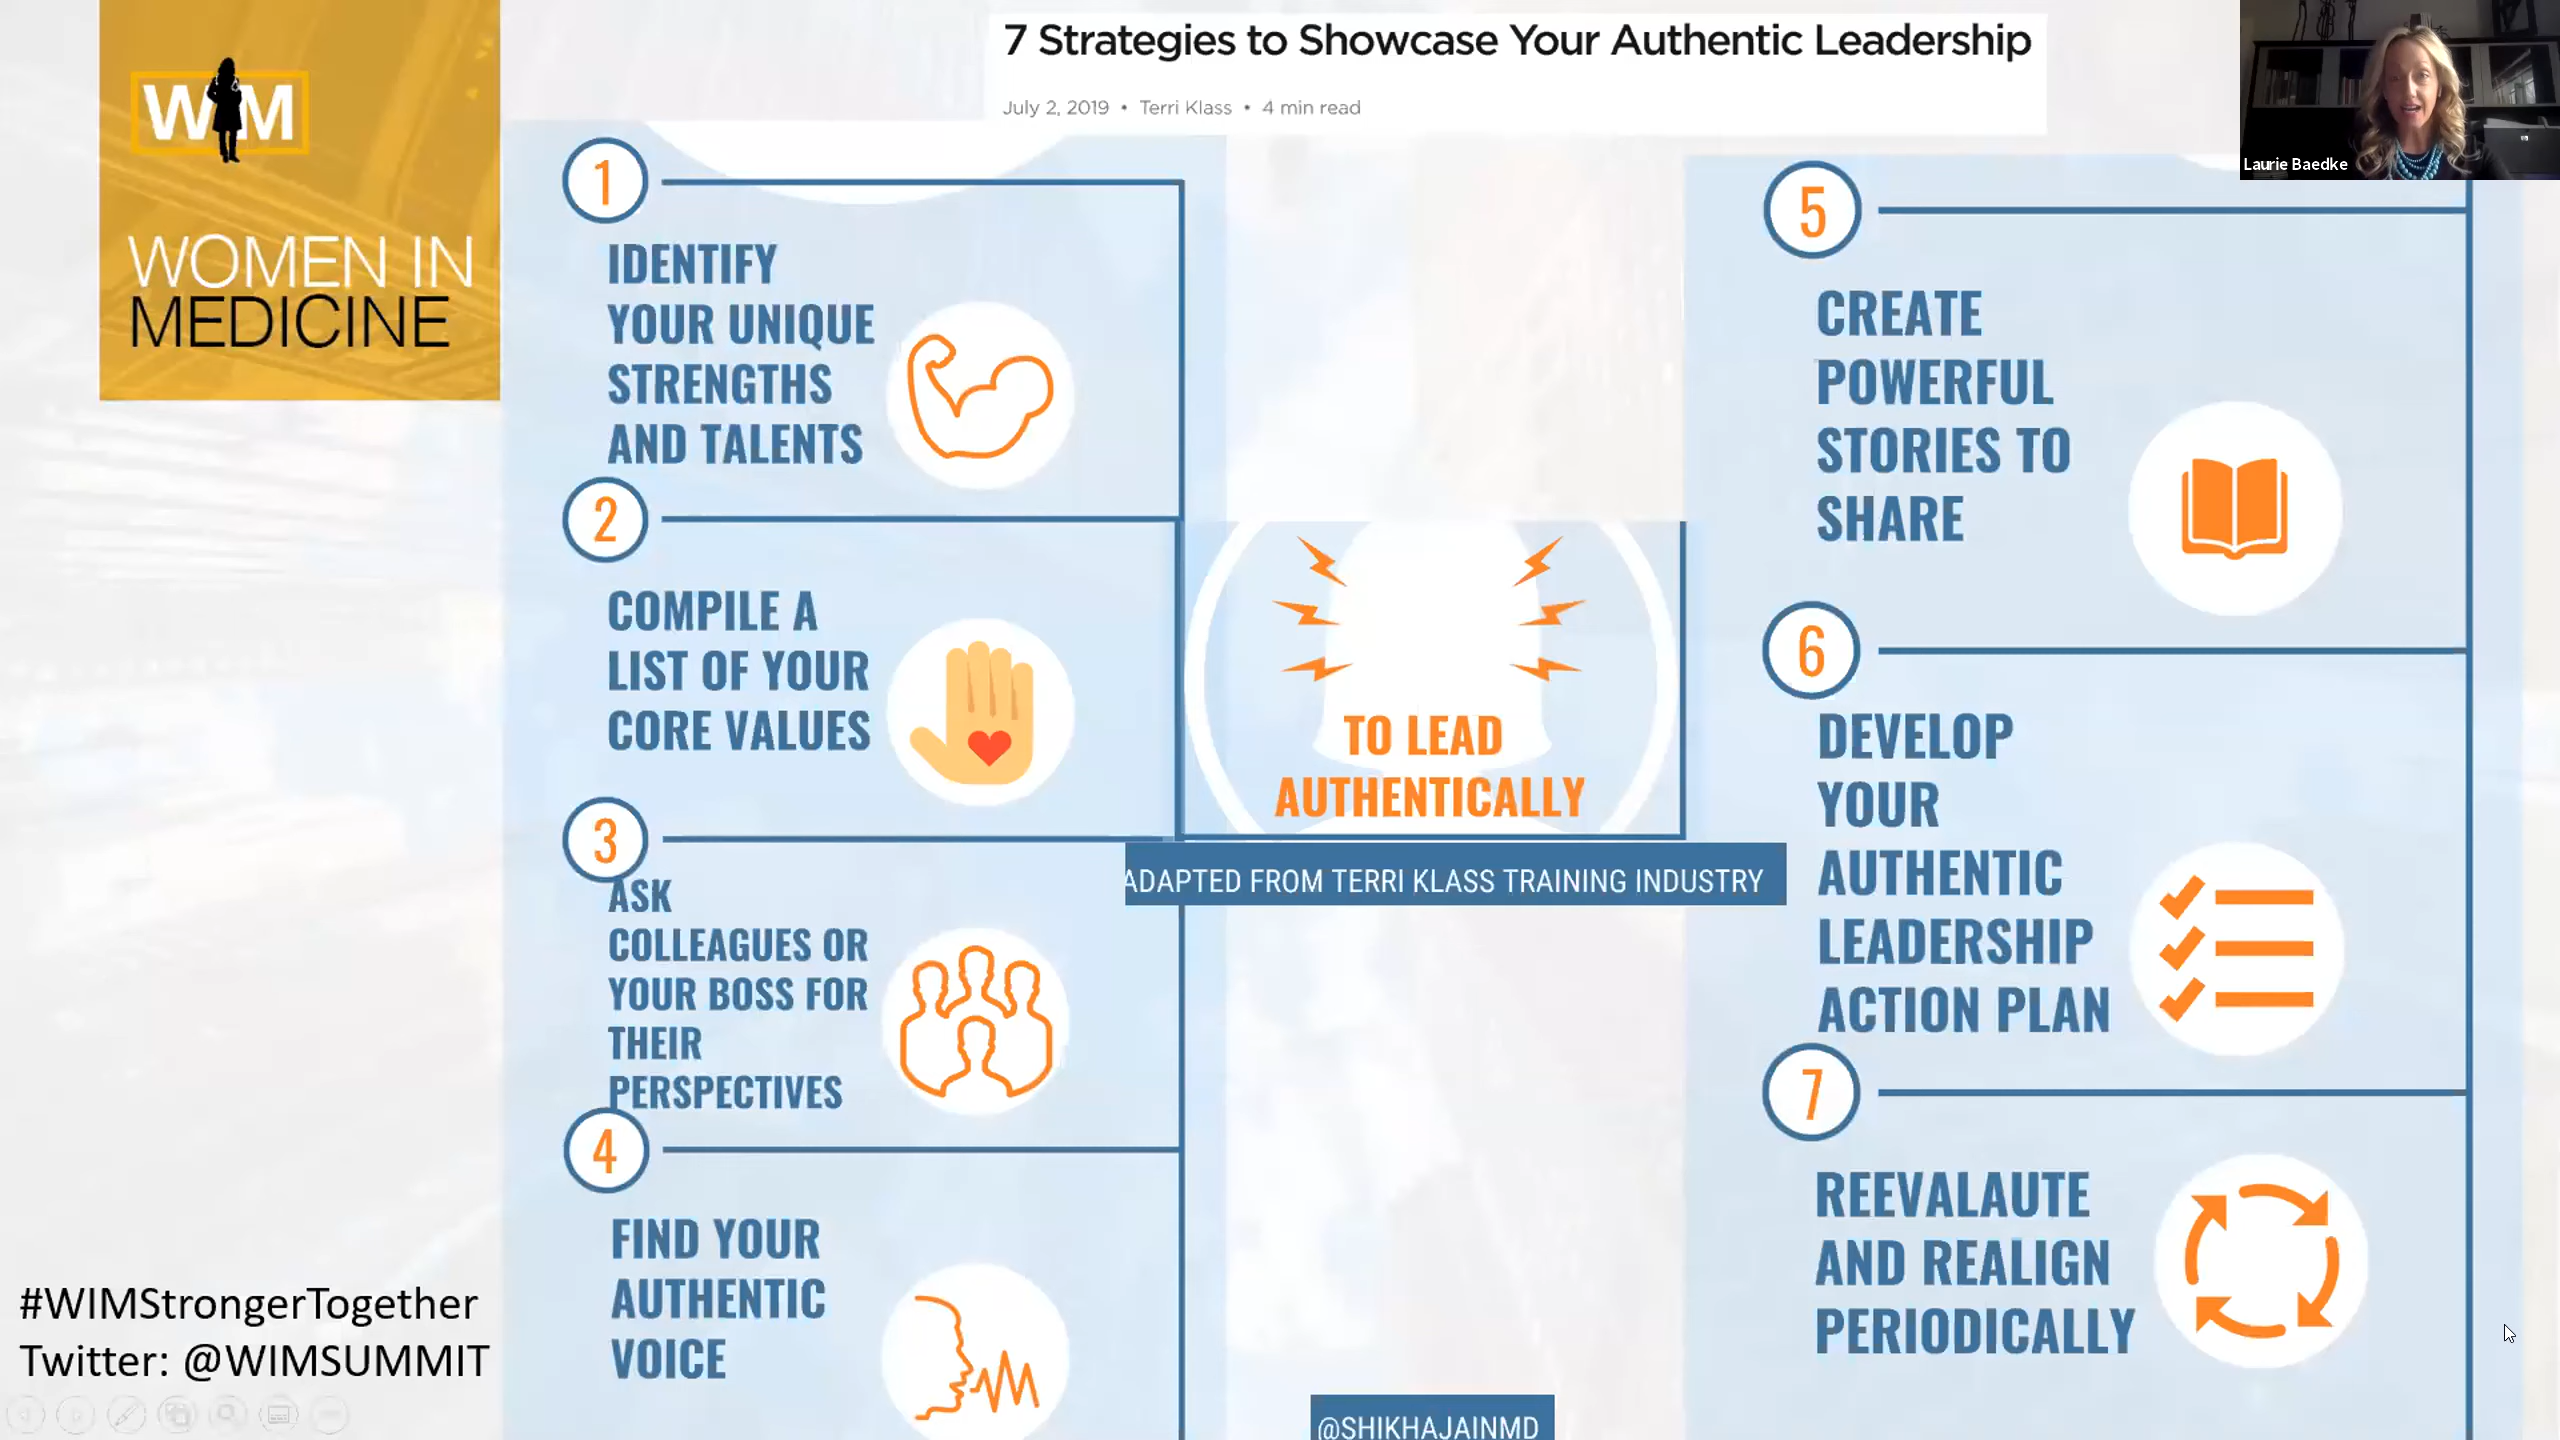 7 Strategies to Showcase Your Authentic Leadership
July 2, 2019 • Terri Klass • 4 min read
Laurie Baedke
WIM
WOMEN IN
MEDICINE
1
IDENTIFY
YOUR UNIQUE
STRENGTHS
AND TALENTS
2
COMPILE A
LIST OF YOUR
CORE VALUES
3
ASK
COLLEAGUES OR
YOUR BOSS FOR
THEIR
PERSPECTIVES
4
FIND YOUR
AUTHENTIC
VOICE
TO LEAD
AUTHENTICALLY
ADAPTED FROM TERRI KLASS TRAINING INDUSTRY
5
CREATE
POWERFUL
STORIES TO
SHARE
6
DEVELOP
YOUR
AUTHENTIC
LEADERSHIP
ACTION PLAN
7
REEVALAUTE
AND REALIGN
PERIODICALLY
#WIMStrongerTogether
Twitter: @WIMSUMMIT
@SHIKHAJAINMD